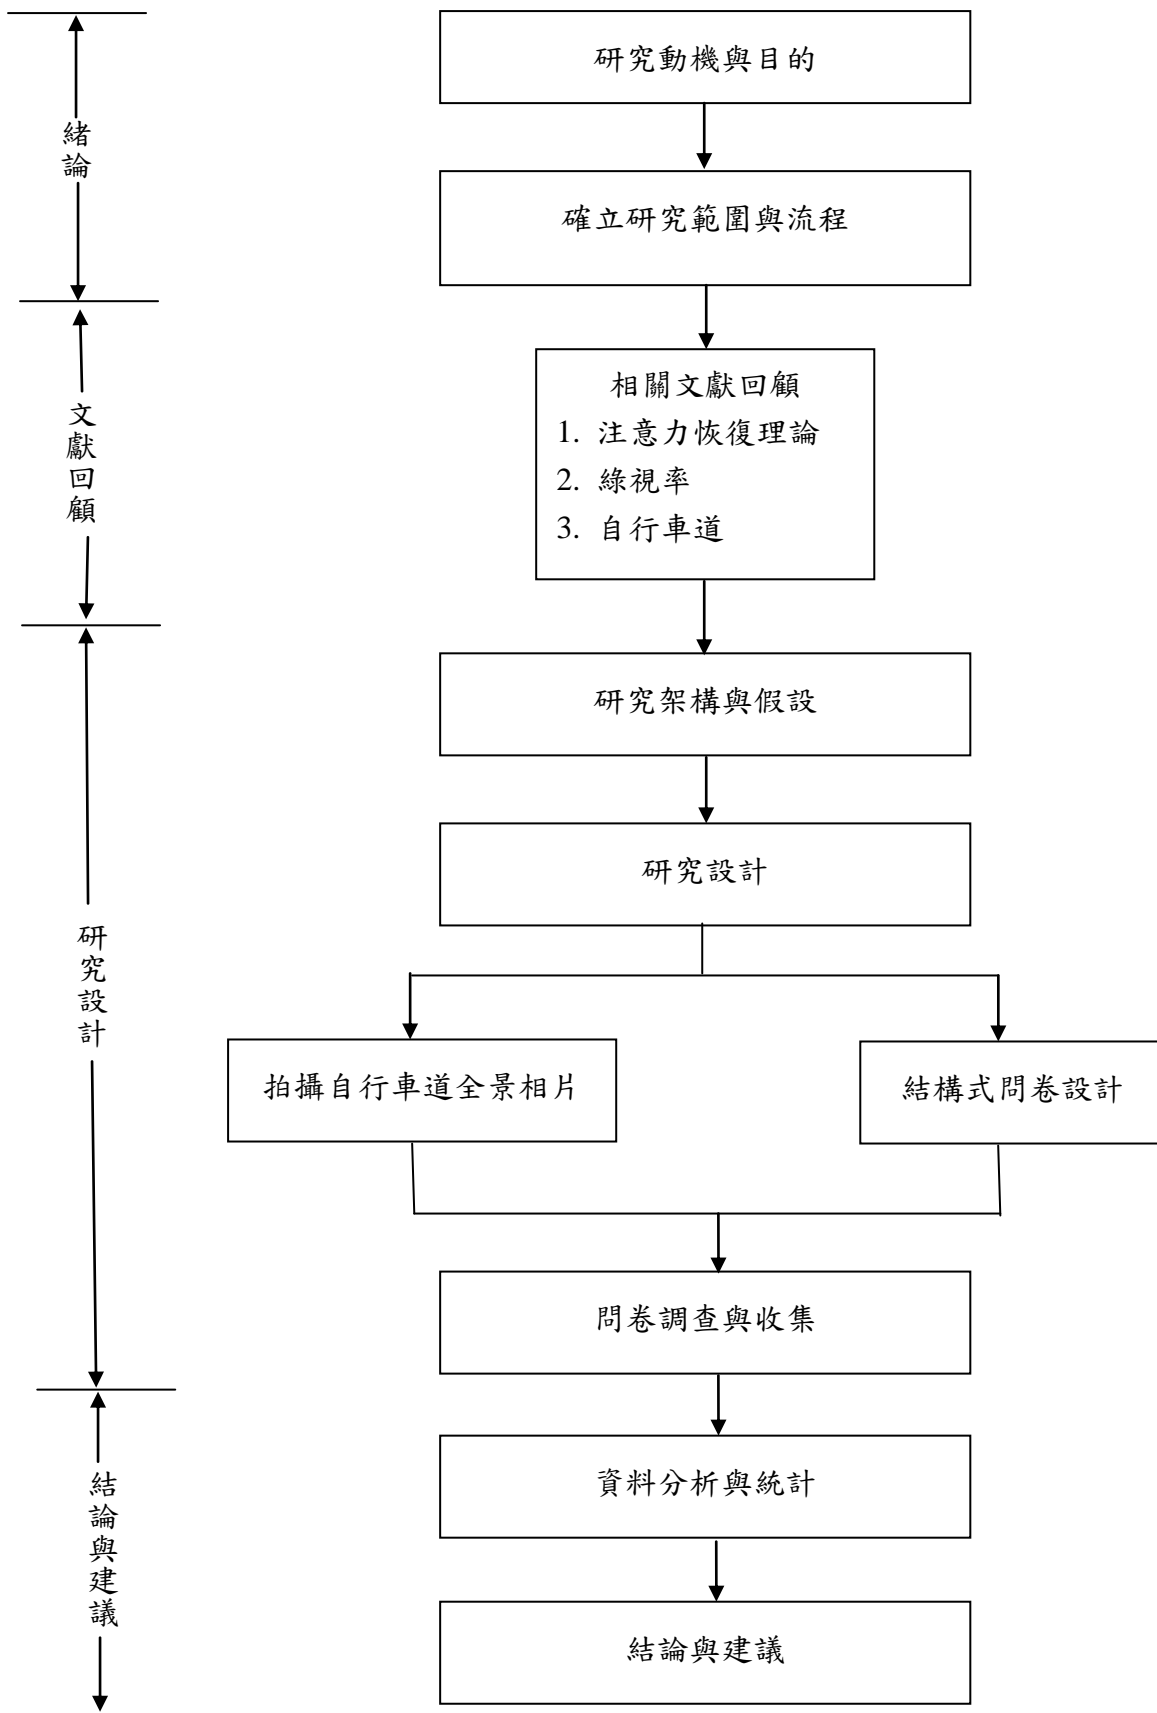 研究動機與目的
緒論
確立研究範圍與流程
相關文獻回顧
1. 注意力恢復理論
2. 綠視率
3. 自行車道
文獻回顧
研究架構與假設
研究設計
研究設計
拍攝自行車道全景相片
結構式問卷設計
問卷調查與收集
資料分析與統計
結論與建議
結論與建議